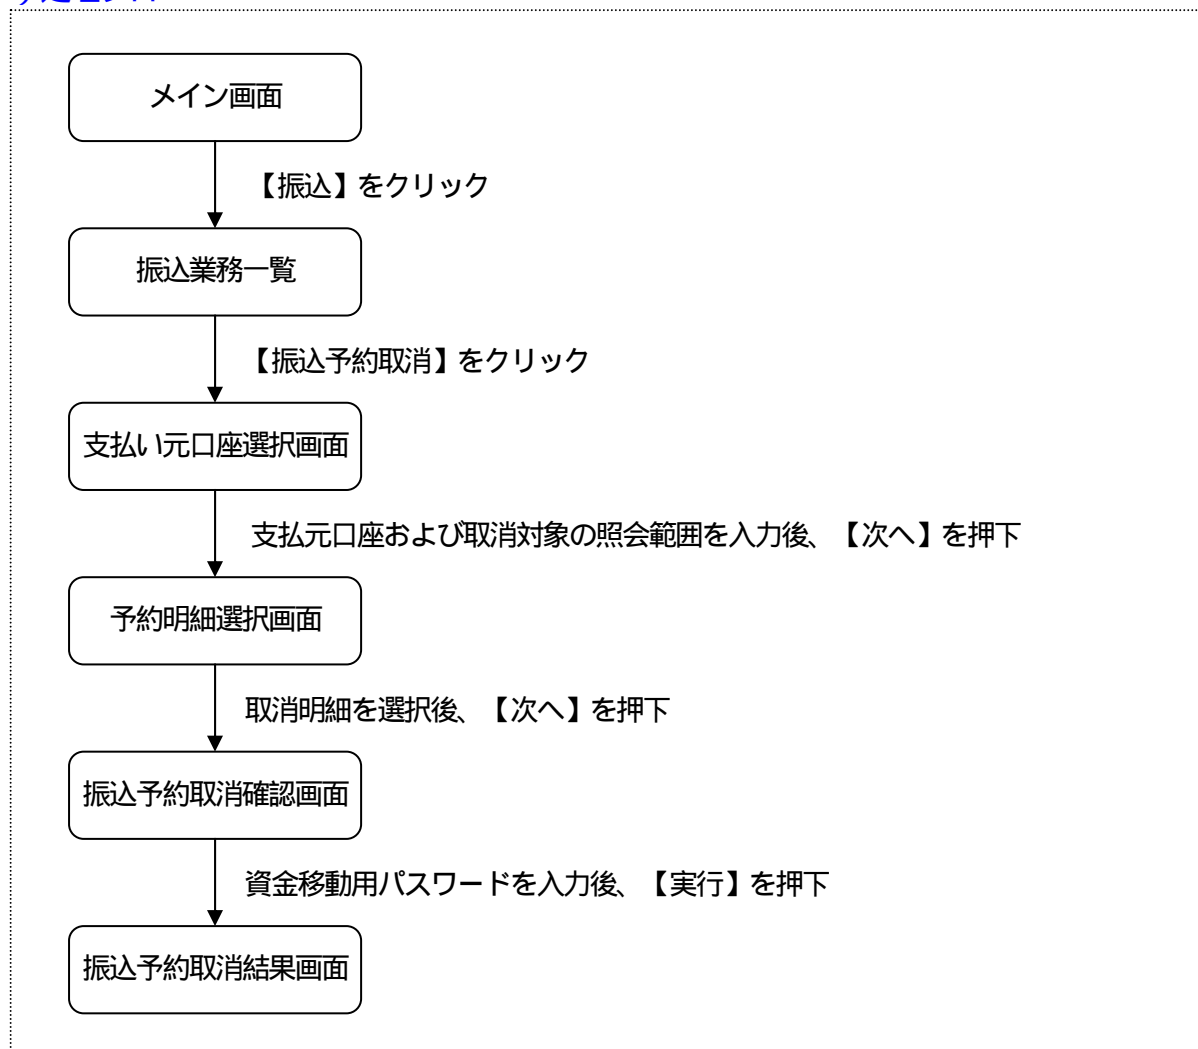 メイン画面
【振込】をクリック
振込業務一覧
【振込予約取消】をクリック
支払い元口座選択画面
支払元口座および取消対象の照会範囲を入力後、【次へ】を押下
予約明細選択画面
取消明細を選択後、【次へ】を押下
振込予約取消確認画面
資金移動用パスワードを入力後、【実行】を押下
振込予約取消結果画面